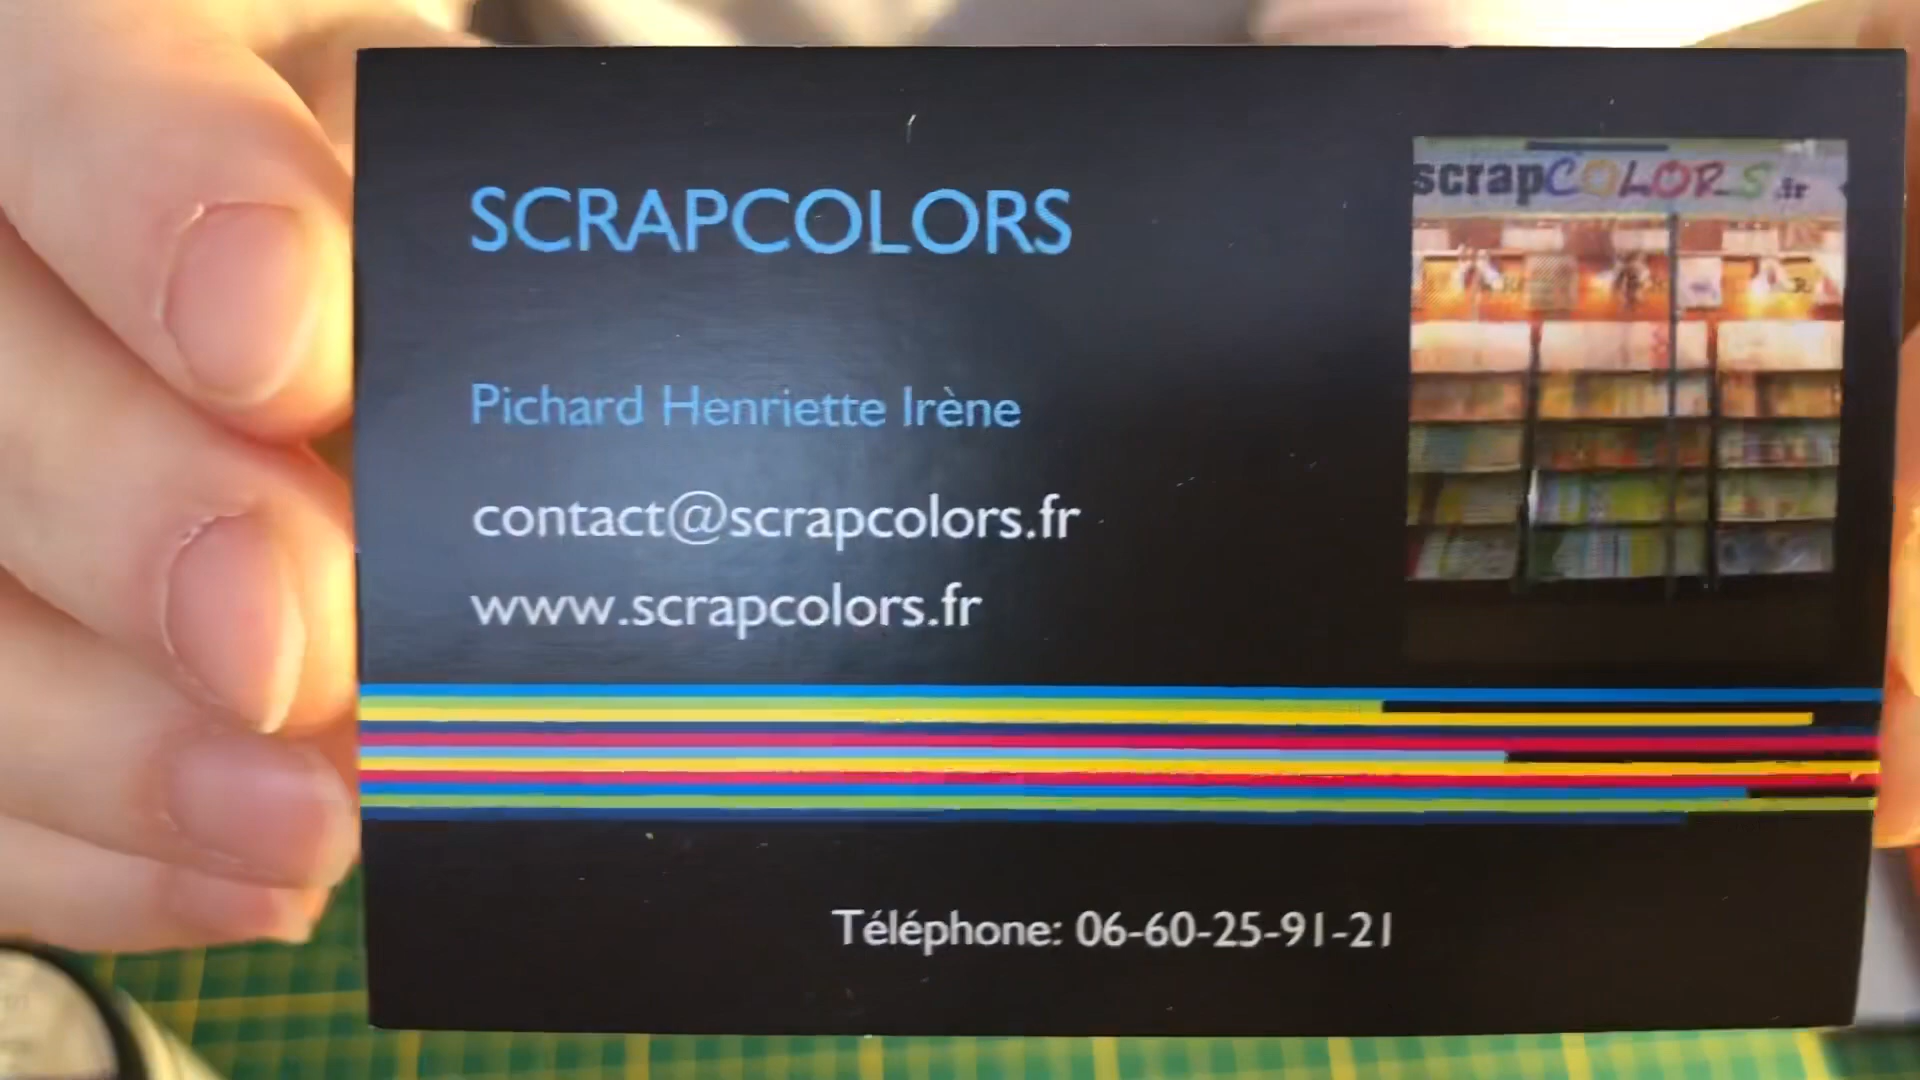 SCRAPCOLORS
scrapCOLORS.fr
Pichard Henriette Irène
contact@scrapcolors.fr
www.scrapcolors.fr
Téléphone: 06-60-25-91-21